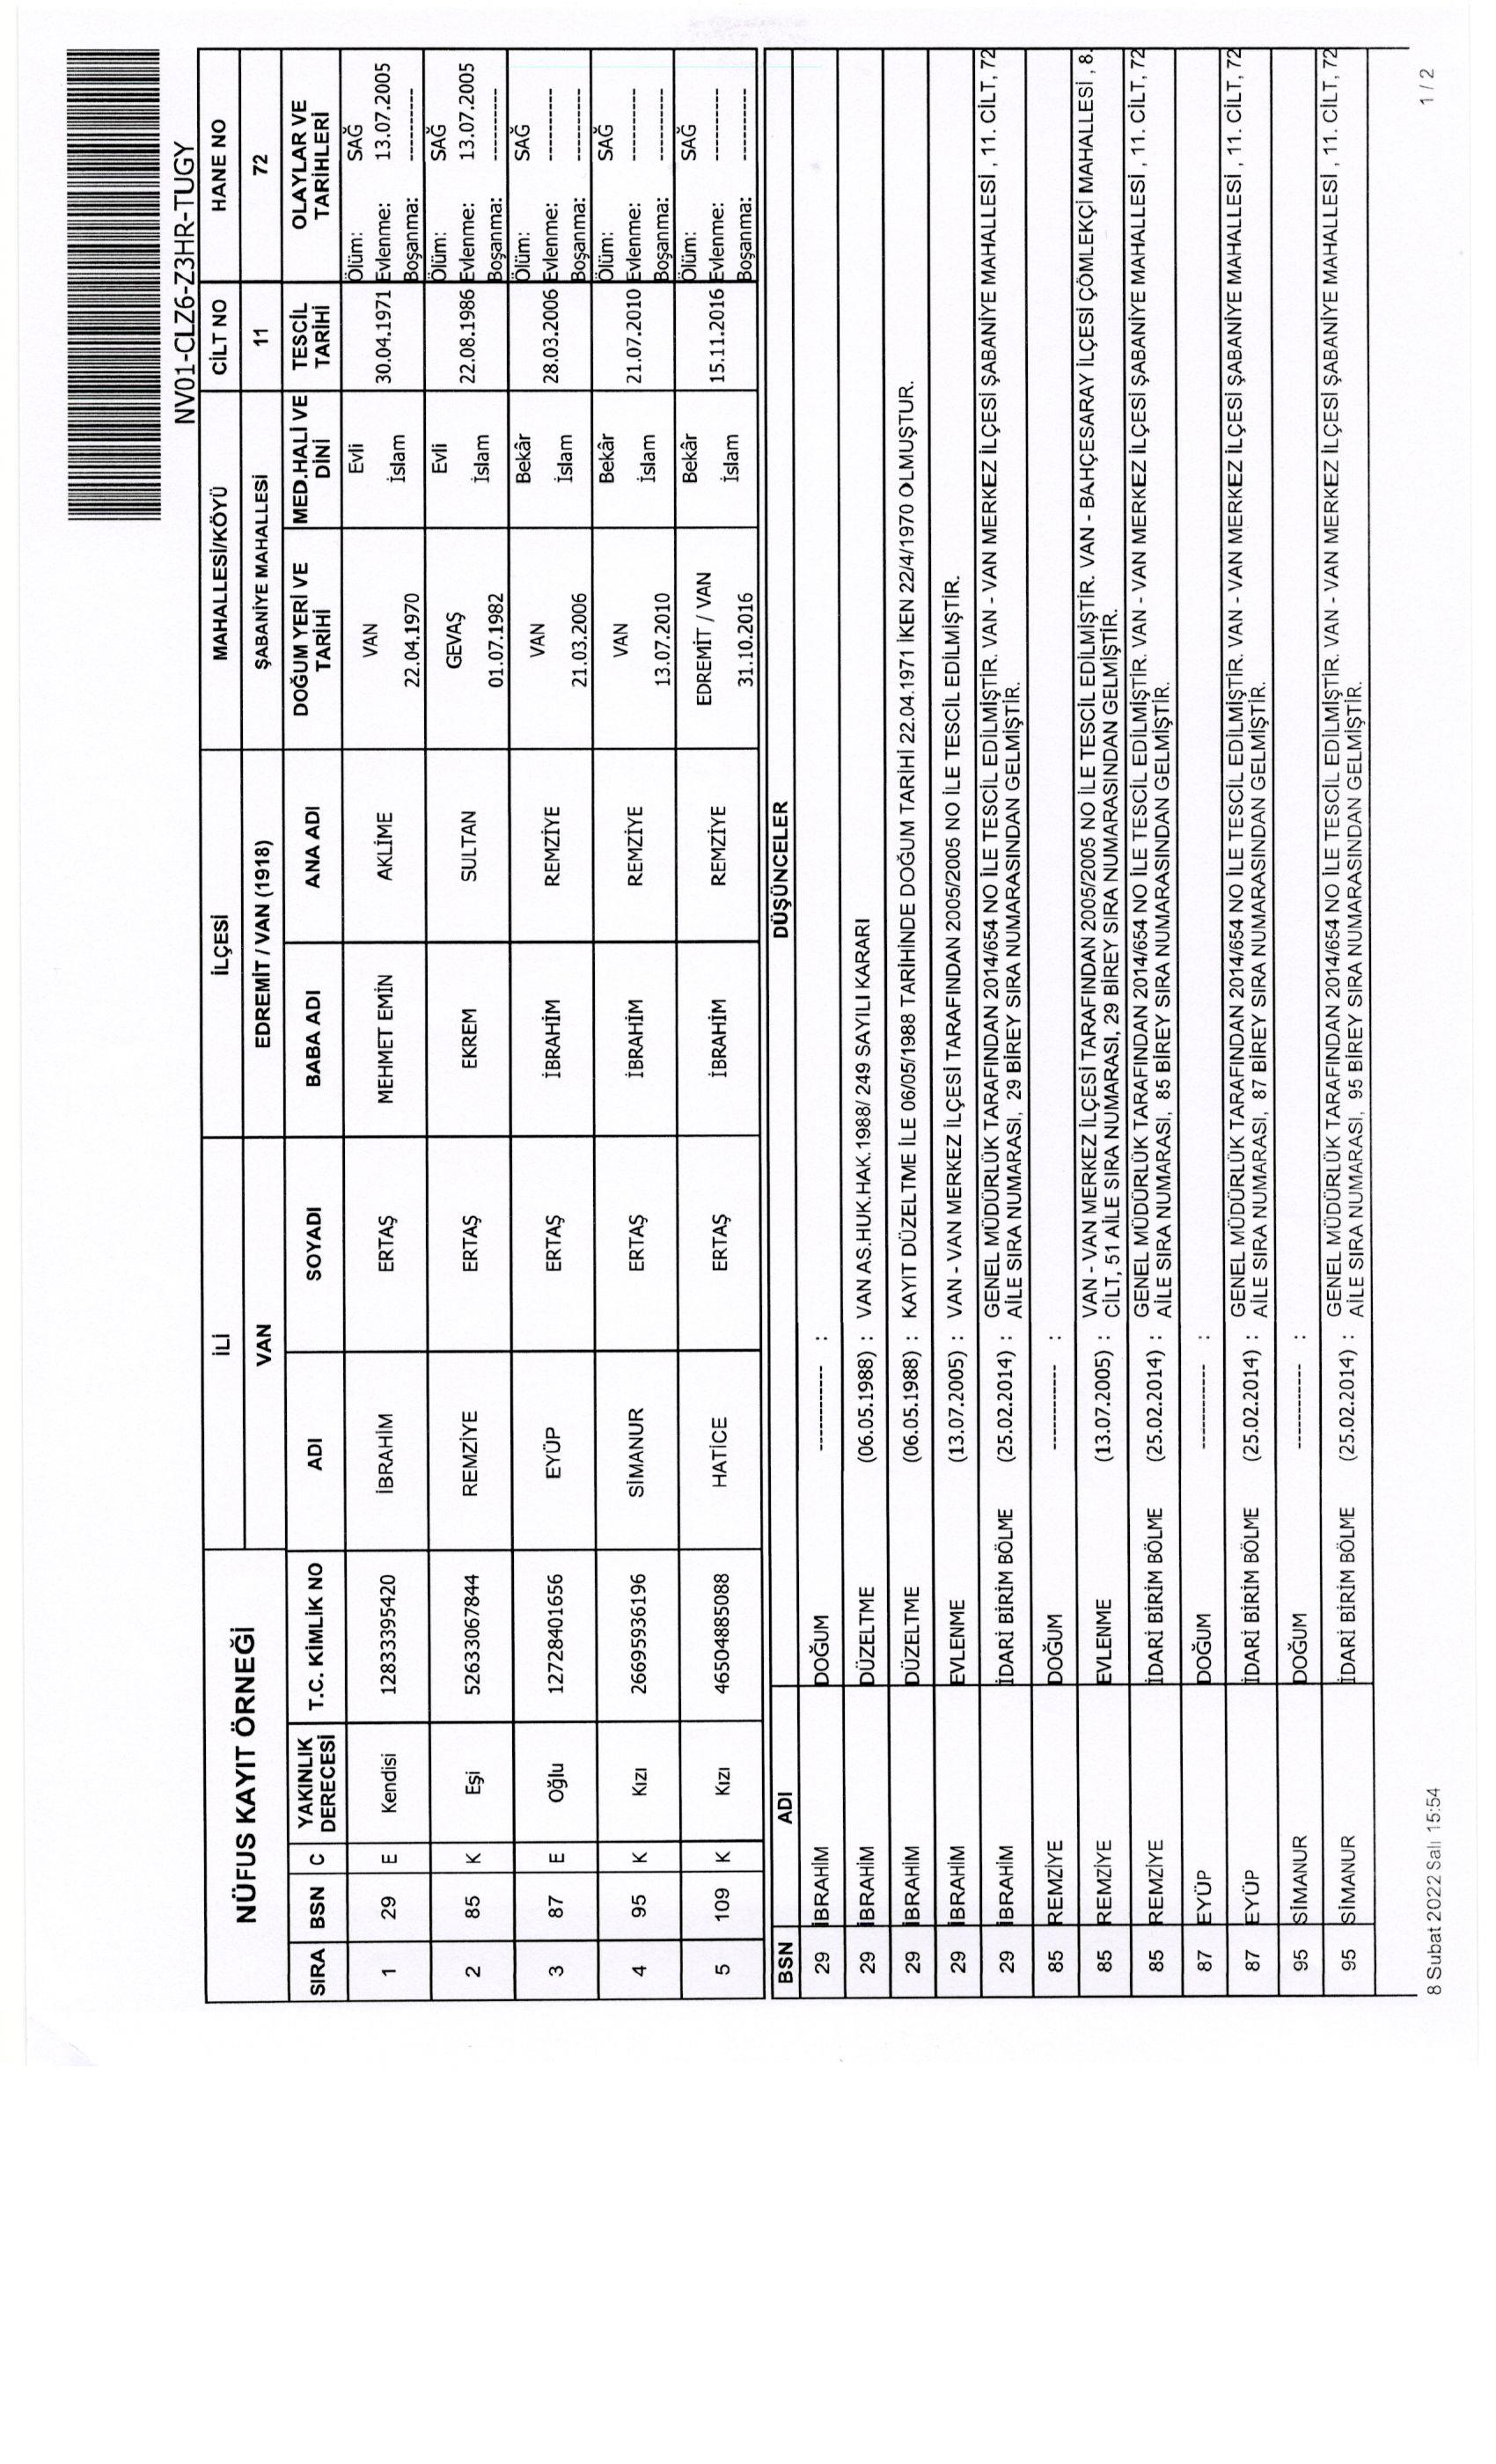 NV01-CLZ6-Z3HR-TUGY
NÜFUS KAYIT ÖRNEĞİ
İLİ İLÇESİ MAHALLESİ/KÖYÜ CİLT NO HANE NO
VAN EDREMİT / VAN (1918) ŞABANİYE MAHALLESİ 11 72
SIRA BSN C YAKINLIK DERECESİ T.C. KİMLİK NO ADI SOYADI BABA ADI ANA ADI DOĞUM YERİ VE TARİHİ MED.HALİ VE DİNİ TESCİL TARİHİ OLAYLAR VE TARİHLERİ
1 29 E Kendisi 12833395420 İBRAHİM ERTAŞ MEHMET EMİN AKLİME VAN 22.04.1970 Evli İslam 30.04.1971 Ölüm: SAĞ Evlenme: 13.07.2005 Boşanma: ----------
2 85 K Eşi 52633067844 REMZİYE ERTAŞ EKREM SULTAN GEVAŞ 01.07.1982 Evli İslam 22.08.1986 Ölüm: SAĞ Evlenme: 13.07.2005 Boşanma: ----------
3 87 E Oğlu 12728401656 EYÜP ERTAŞ İBRAHİM REMZİYE VAN 21.03.2006 Bekâr İslam 28.03.2006 Ölüm: SAĞ Evlenme: ---------- Boşanma: ----------
4 95 K Kızı 26695936196 SİMANUR ERTAŞ İBRAHİM REMZİYE VAN 13.07.2010 Bekâr İslam 21.07.2010 Ölüm: SAĞ Evlenme: ---------- Boşanma: ----------
5 109 K Kızı 46504885088 HATİCE ERTAŞ İBRAHİM REMZİYE EDREMİT / VAN 31.10.2016 Bekâr İslam 15.11.2016 Ölüm: SAĞ Evlenme: ---------- Boşanma: ----------
BSN ADI DÜŞÜNCELER
29 İBRAHİM DOĞUM ------------ :
29 İBRAHİM DÜZELTME (06.05.1988) : VAN AS.HUK.HAK.1988/ 249 SAYILI KARARI
29 İBRAHİM DÜZELTME (06.05.1988) : KAYIT DÜZELTME İLE 06/05/1988 TARİHİNDE DOĞUM TARİHİ 22.04.1971 İKEN 22/4/1970 OLMUŞTUR.
29 İBRAHİM EVLENME (13.07.2005) : VAN - VAN MERKEZ İLÇESİ TARAFINDAN 2005/2005 NO İLE TESCİL EDİLMİŞTİR.
29 İBRAHİM İDARİ BİRİM BÖLME (25.02.2014) : GENEL MÜDÜRLÜK TARAFINDAN 2014/654 NO İLE TESCİL EDİLMİŞTİR. VAN - VAN MERKEZ İLÇESİ ŞABANİYE MAHALLESİ , 11. CİLT, 72
AİLE SIRA NUMARASI, 29 BİREY SIRA NUMARASINDAN GELMİŞTİR.
85 REMZİYE DOĞUM ------------ :
85 REMZİYE EVLENME (13.07.2005) : VAN - VAN MERKEZ İLÇESİ TARAFINDAN 2005/2005 NO İLE TESCİL EDİLMİŞTİR. VAN - BAHÇESARAY İLÇESİ ÇÖMLEKÇİ MAHALLESİ , 8.
CİLT, 51 AİLE SIRA NUMARASI, 29 BİREY SIRA NUMARASINDAN GELMİŞTİR.
85 REMZİYE İDARİ BİRİM BÖLME (25.02.2014) : GENEL MÜDÜRLÜK TARAFINDAN 2014/654 NO İLE TESCİL EDİLMİŞTİR. VAN - VAN MERKEZ İLÇESİ ŞABANİYE MAHALLESİ , 11. CİLT, 72
AİLE SIRA NUMARASI, 85 BİREY SIRA NUMARASINDAN GELMİŞTİR.
87 EYÜP DOĞUM ------------ :
87 EYÜP İDARİ BİRİM BÖLME (25.02.2014) : GENEL MÜDÜRLÜK TARAFINDAN 2014/654 NO İLE TESCİL EDİLMİŞTİR. VAN - VAN MERKEZ İLÇESİ ŞABANİYE MAHALLESİ , 11. CİLT, 72
AİLE SIRA NUMARASI, 87 BİREY SIRA NUMARASINDAN GELMİŞTİR.
95 SİMANUR DOĞUM ------------ :
95 SİMANUR İDARİ BİRİM BÖLME (25.02.2014) : GENEL MÜDÜRLÜK TARAFINDAN 2014/654 NO İLE TESCİL EDİLMİŞTİR. VAN - VAN MERKEZ İLÇESİ ŞABANİYE MAHALLESİ , 11. CİLT, 72
AİLE SIRA NUMARASI, 95 BİREY SIRA NUMARASINDAN GELMİŞTİR.
8 Subat 2022 Salı 15:54 1 / 2